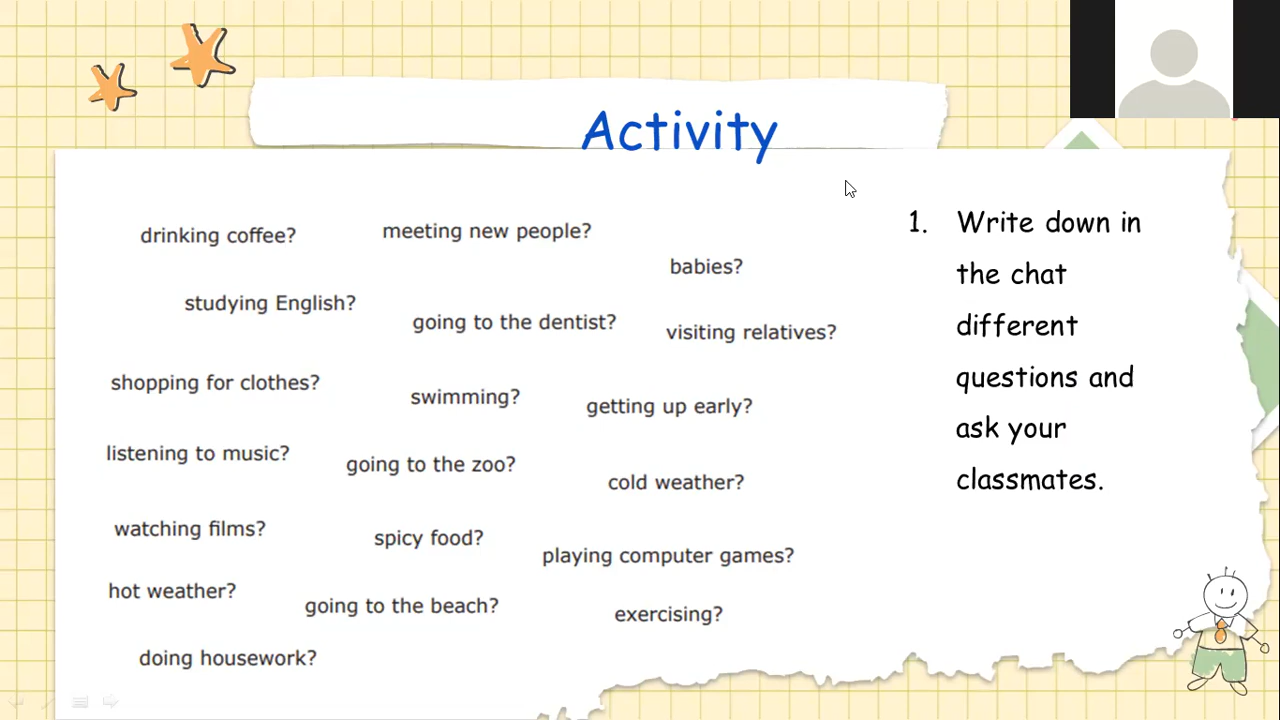 Activity
drinking coffee?
meeting new people?
babies?
studying English?
going to the dentist?
visiting relatives?
shopping for clothes?
swimming?
getting up early?
listening to music?
going to the zoo?
cold weather?
watching films?
spicy food?
playing computer games?
hot weather?
going to the beach?
exercising?
doing housework?
1. Write down in
the chat
different
questions and
ask your
classmates.